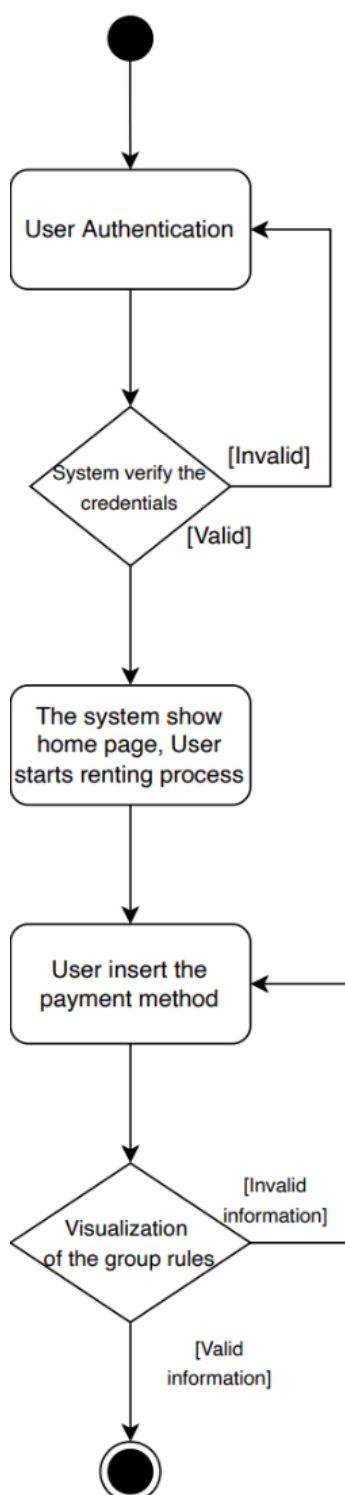 User Authentication
System verify the
credentials
[Invalid]
[Valid]
The system show
home page, User
starts renting process
User insert the
payment method
Visualization
of the group rules
[Invalid
information]
[Valid
information]